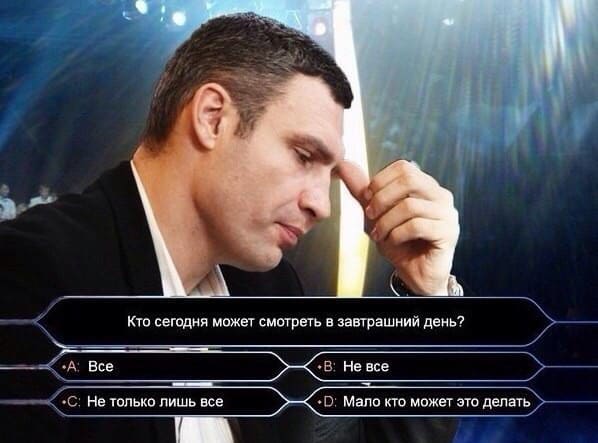 Кто сегодня может смотреть в завтрашний день?
A: Все
B: Не все
C: Не только лишь все
D: Мало кто может это делать